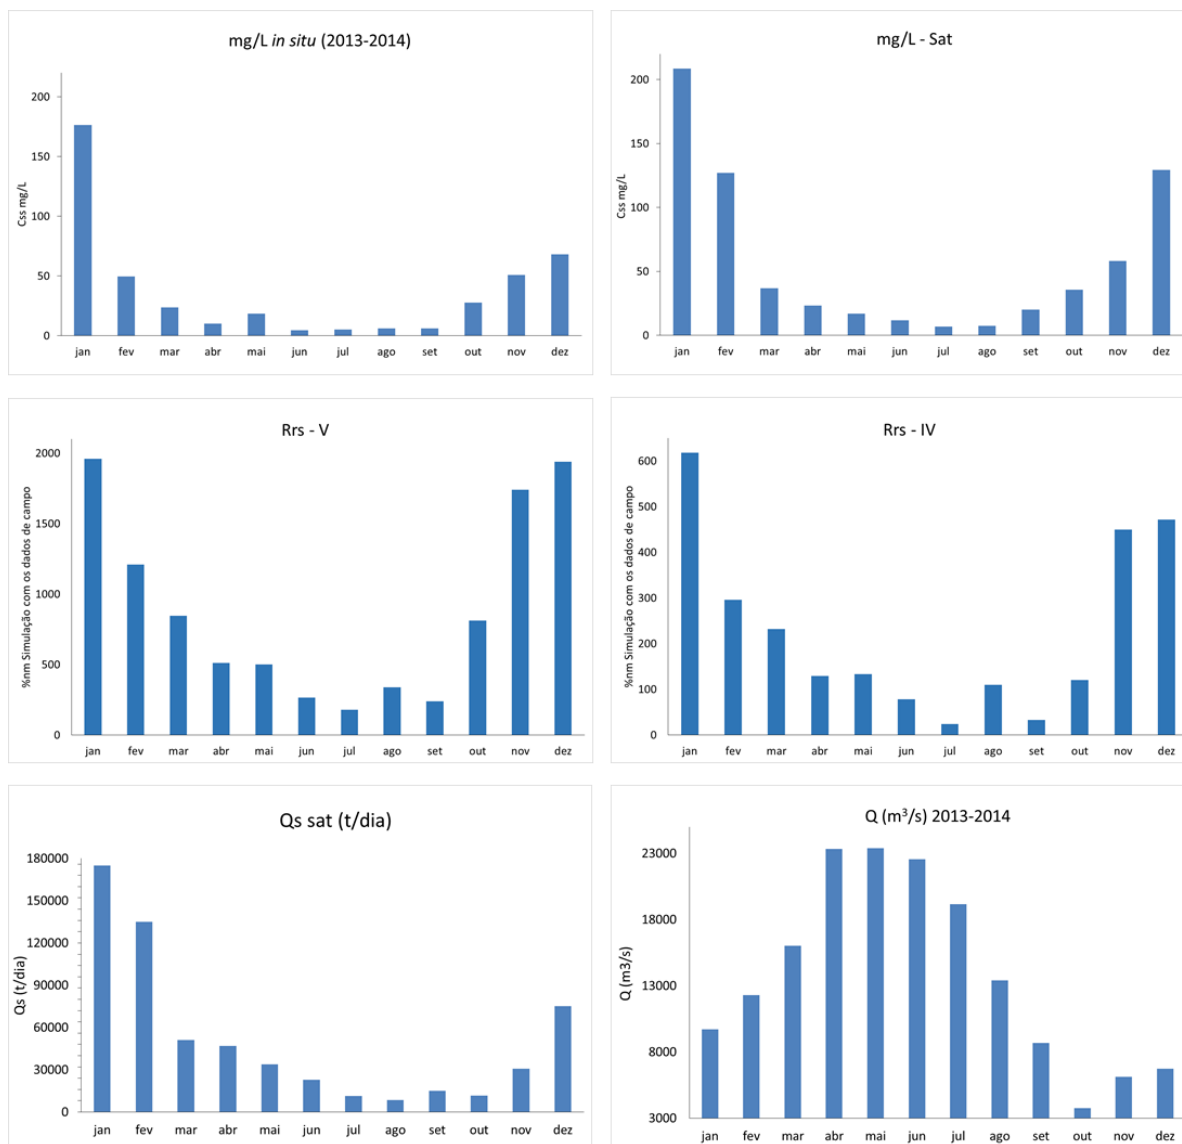 mg/L in situ (2013-2014)
Css mg/L
200
150
100
50
0
jan fev mar abr mai jun jul ago set out nov dez
mg/L - Sat
Css mg/L
200
150
100
50
0
jan fev mar abr mai jun jul ago set out nov dez
Rrs - V
%nm Simulação com os dados de campo
2000
1500
1000
500
0
jan fev mar abr mai jun jul ago set out nov dez
Rrs - IV
%nm Simulação com os dados de campo
600
500
400
300
200
100
0
jan fev mar abr mai jun jul ago set out nov dez
Qs sat (t/dia)
Qs (t/dia)
180000
150000
120000
90000
60000
30000
0
jan fev mar abr mai jun jul ago set out nov dez
Q (m³/s) 2013-2014
Q (m3/s)
23000
18000
13000
8000
3000
jan fev mar abr mai jun jul ago set out nov dez